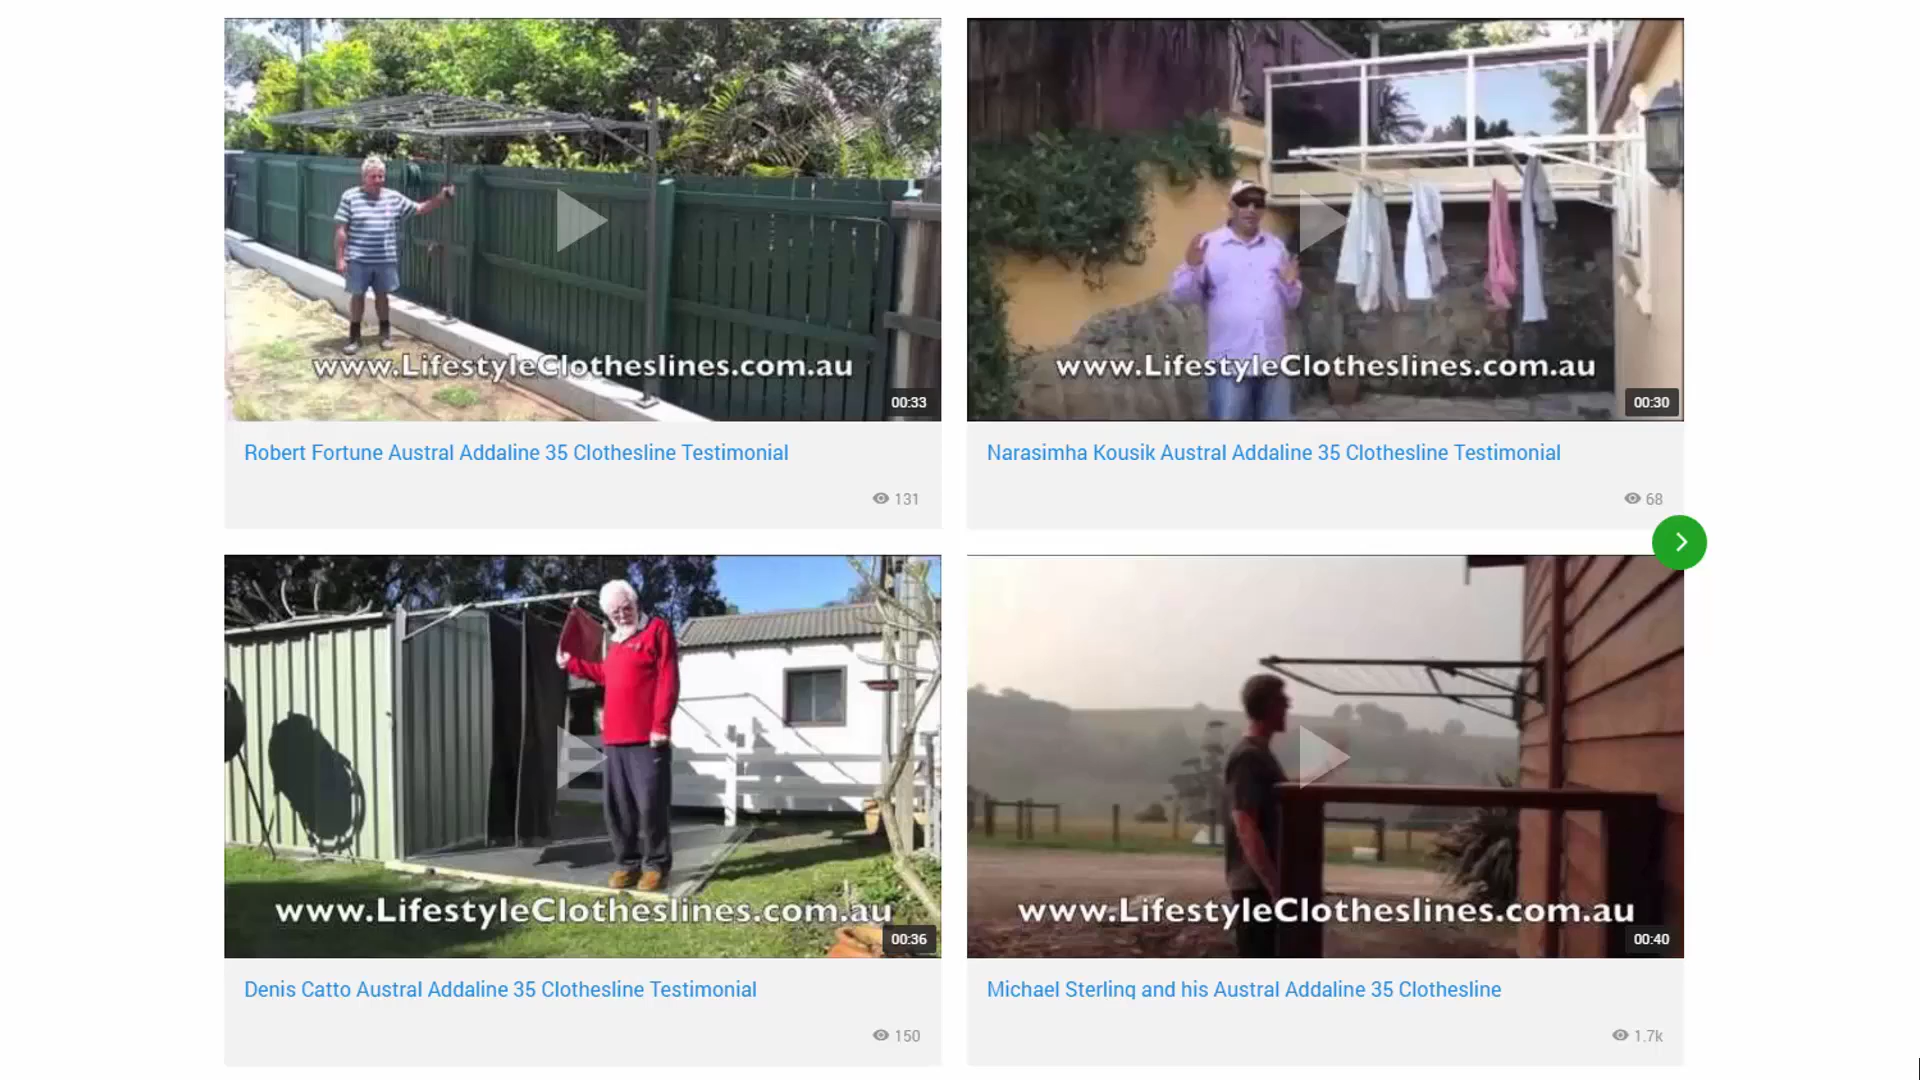 www.LifestyleClotheslines.com.au
00:33
Robert Fortune Austral Addaline 35 Clothesline Testimonial
131
www.LifestyleClotheslines.com.au
00:30
Narasimha Kousik Austral Addaline 35 Clothesline Testimonial
68
www.LifestyleClotheslines.com.au
00:36
Denis Catto Austral Addaline 35 Clothesline Testimonial
150
www.LifestyleClotheslines.com.au
00:40
Michael Sterling and his Austral Addaline 35 Clothesline
1.7k